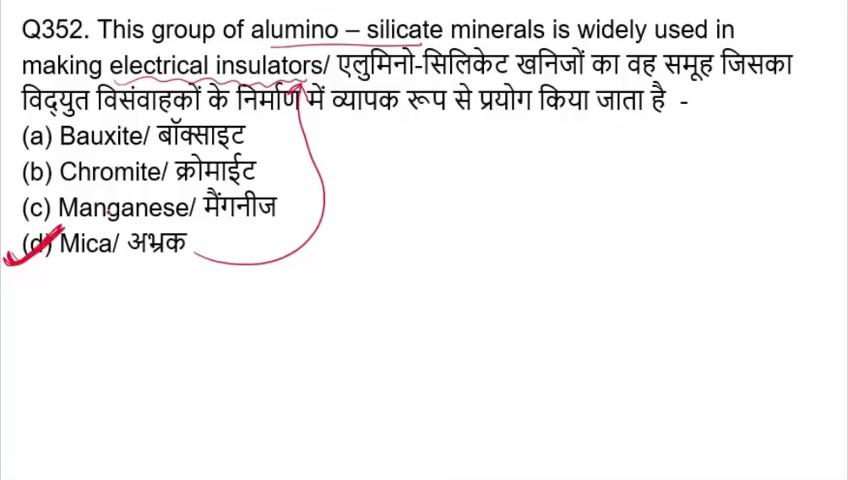 Q352. This group of alumino – silicate minerals is widely used in
making electrical insulators/ एलुमिनो-सिलिकेट खनिजों का वह समूह जिसका
विद्युत विसंवाहकों के निर्माण में व्यापक रूप से प्रयोग किया जाता है -
(a) Bauxite/ बॉक्साइट
(b) Chromite/ क्रोमाईट
(c) Manganese/ मैंगनीज
(d) Mica/ अभ्रक